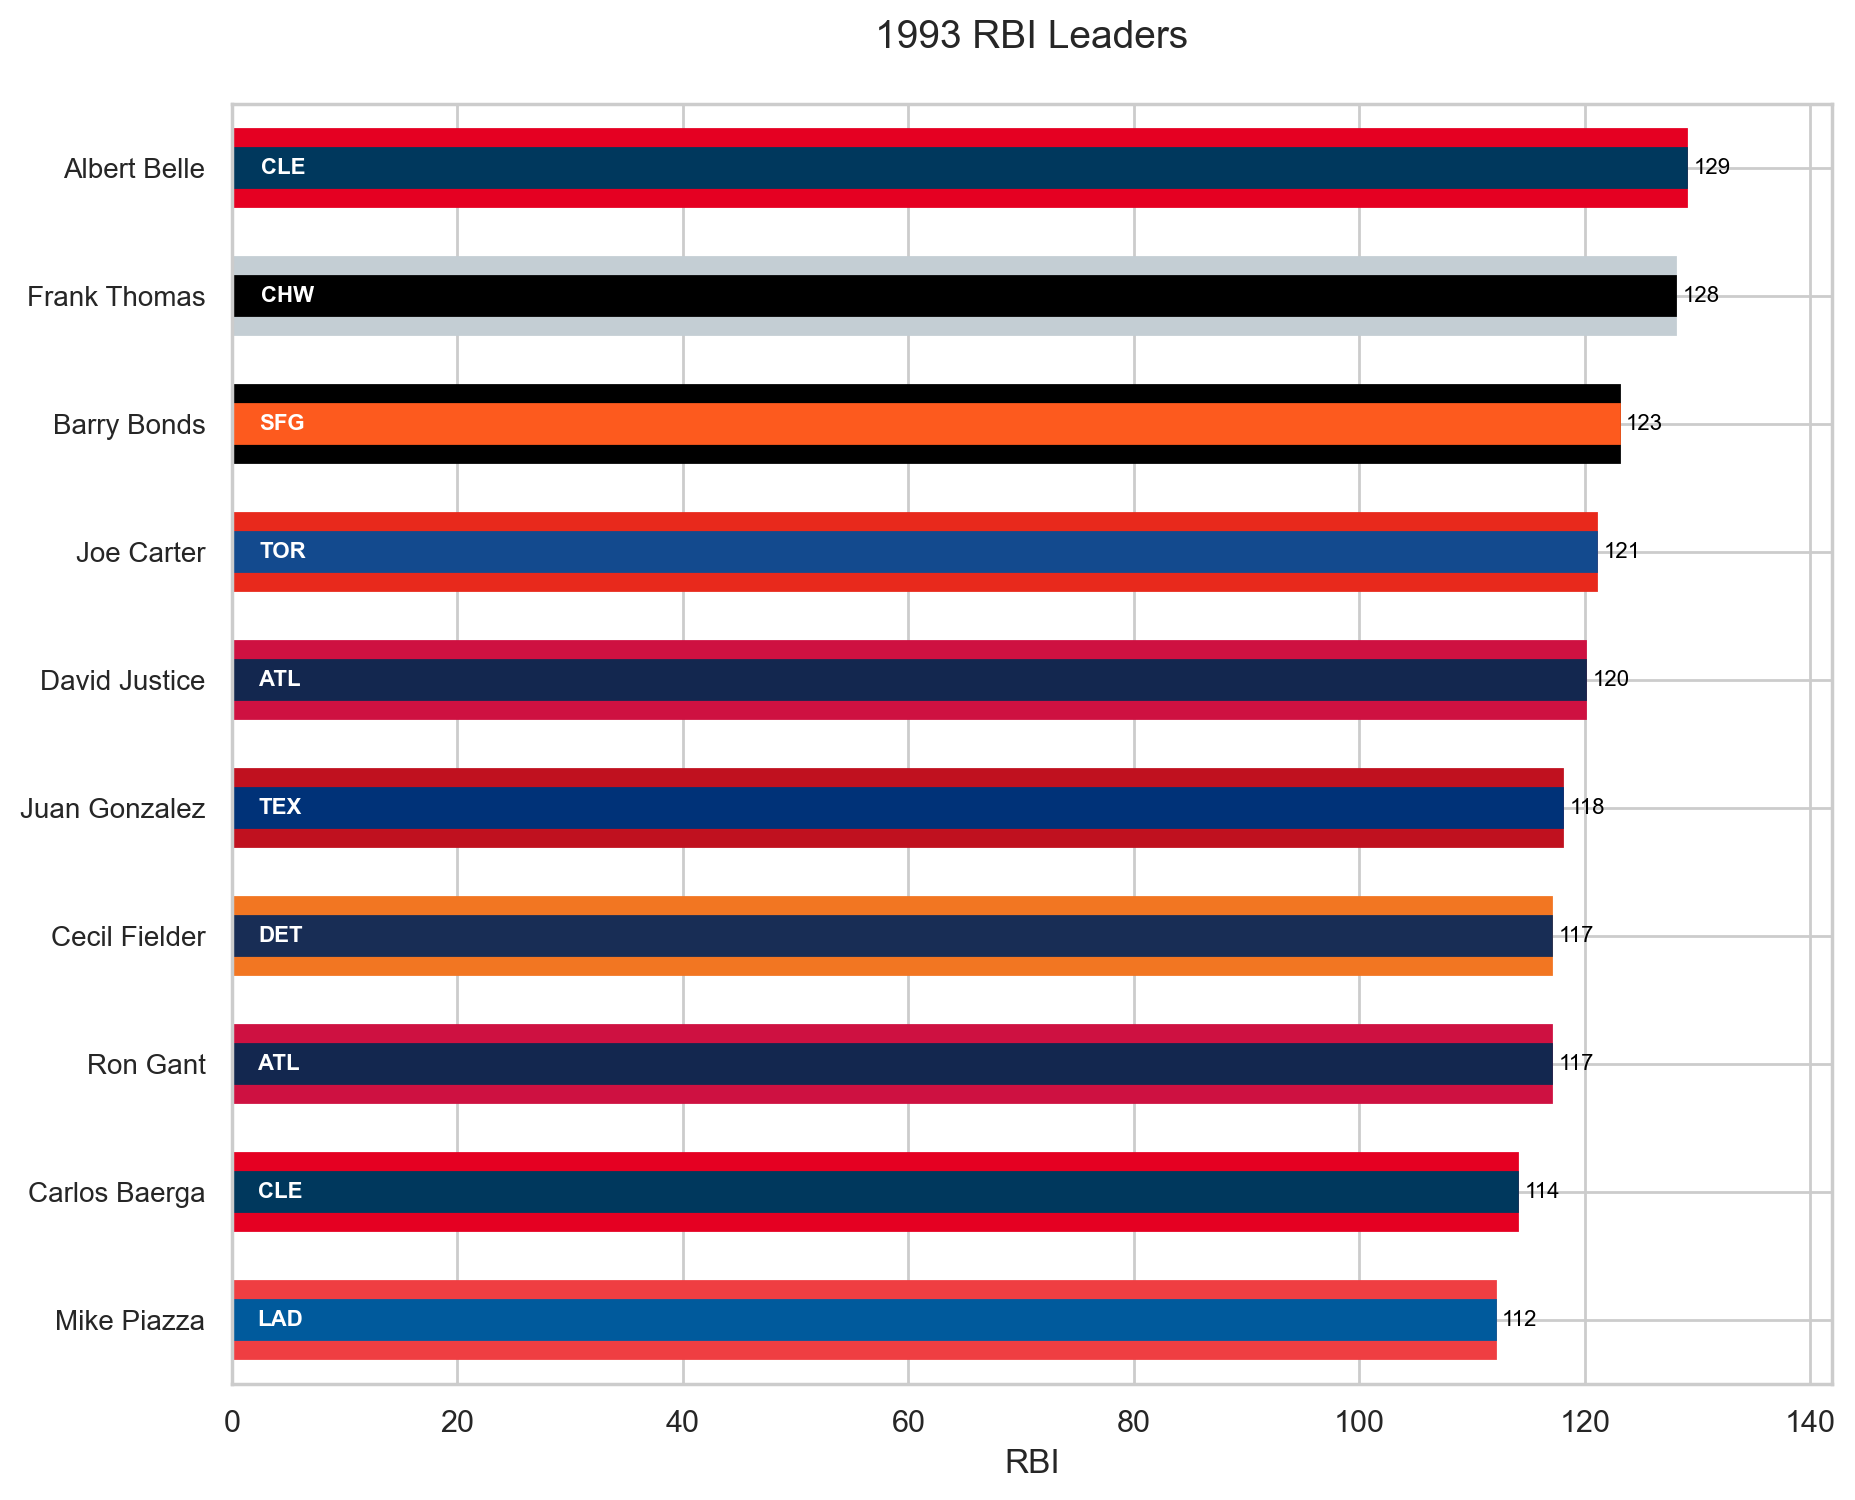 1993 RBI Leaders
Albert Belle CLE 129
Frank Thomas CHW 128
Barry Bonds SFG 123
Joe Carter TOR 121
David Justice ATL 120
Juan Gonzalez TEX 118
Cecil Fielder DET 117
Ron Gant ATL 117
Carlos Baerga CLE 114
Mike Piazza LAD 112
0 20 40 60 80 100 120 140
RBI